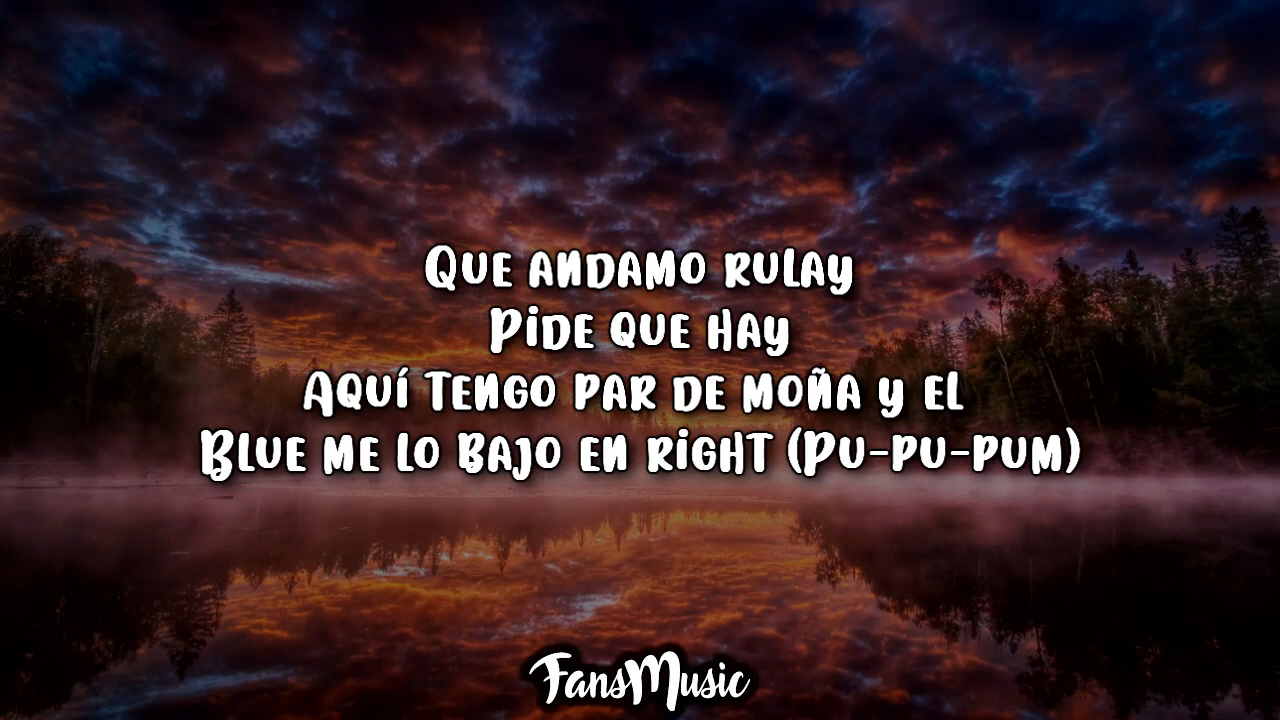 Que andamo rulay
Pide que hay
Aquí tengo par de moña y el
Blue me lo bajo en right (Pu-pu-pum)
FansMusic